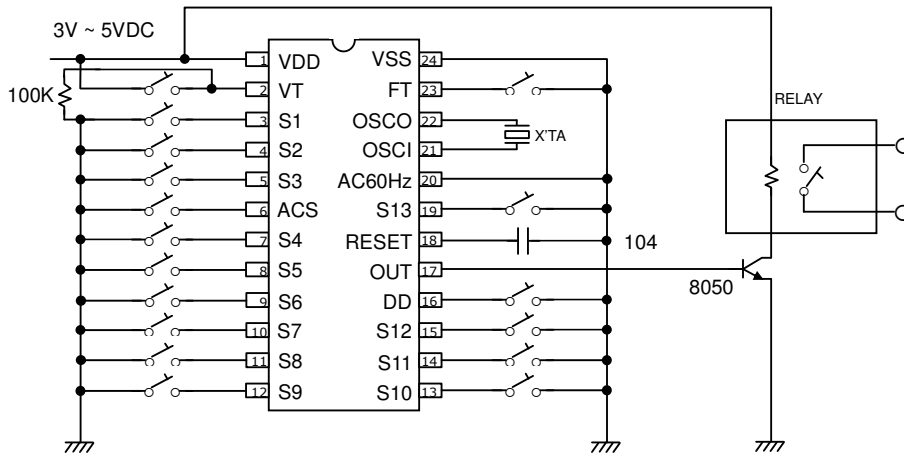 3V ~ 5VDC
100K
1 VDD
2 VT
3 S1
4 S2
5 S3
6 ACS
7 S4
8 S5
9 S6
10 S7
11 S8
12 S9
VSS 24
FT 23
OSCO 22
OSCI 21
AC60Hz 20
S13 19
RESET 18
OUT 17
DD 16
S12 15
S11 14
S10 13
X'TA
104
8050
RELAY